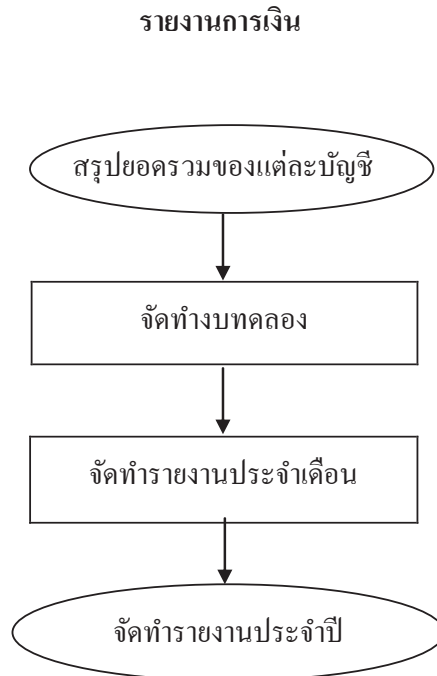 รายงานการเงิน
สรุปยอดรวมของแต่ละบัญชี
จัดทำงบทดลอง
จัดทำรายงานประจำเดือน
จัดทำรายงานประจำปี